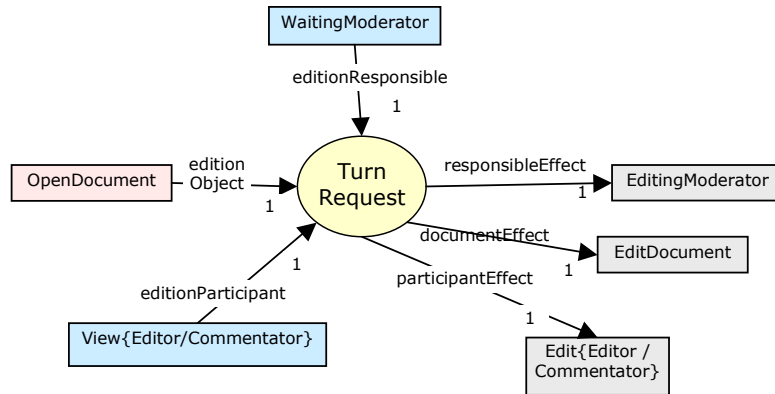 WaitingModerator
editionResponsible
1
edition
Object
OpenDocument
1
Turn
Request
responsibleEffect
EditingModerator
1
documentEffect
EditDocument
1
participantEffect
1
editionParticipant
1
View{Editor/Commentator}
Edit{Editor /
Commentator}